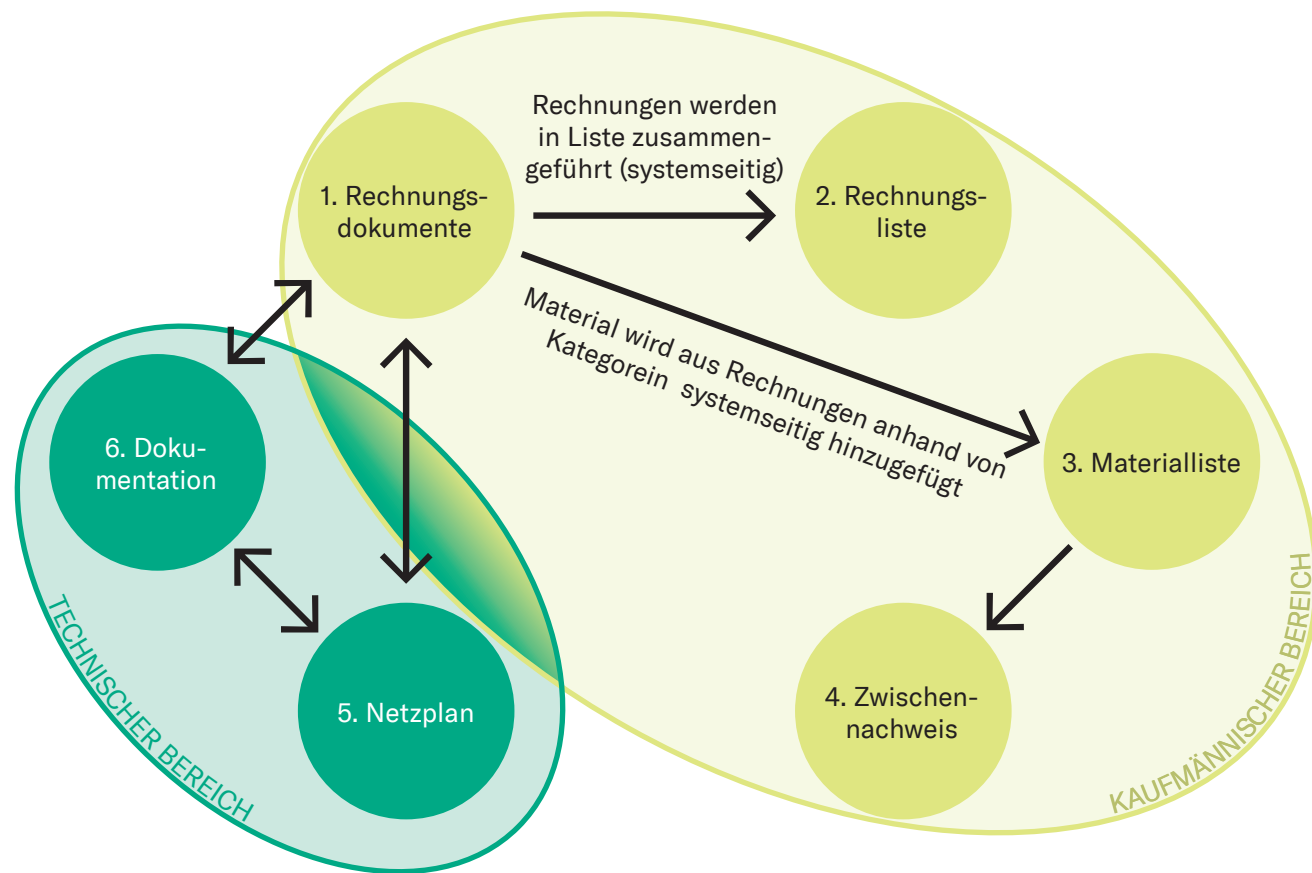 Rechnungen werden
in Liste zusammen-
geführt (systemseitig)
1. Rechnungs-
dokumente
2. Rechnungs-
liste
Material wird aus Rechnungen anhand von
Kategorein systemseitig hinzugefügt
3. Materialliste
6. Doku-
mentation
4. Zwischen-
nachweis
5. Netzplan
TECHNISCHER BEREICH
KAUFMÄNNISCHER BEREICH